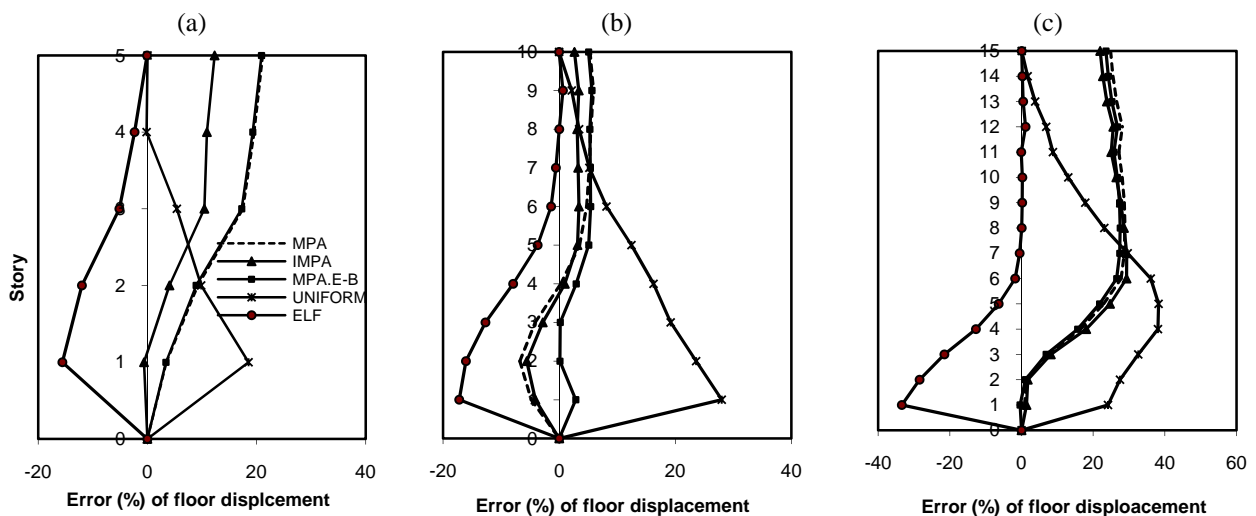 (a)
5
4
3
2
1
0
-20 0 20 40
Story
Error (%) of floor displcement
MPA
IMPA
MPA.E-B
UNIFORM
ELF
(b)
10
9
8
7
6
5
4
3
2
1
0
-20 0 20 40
Error (%) of floor displacement
(c)
15
14
13
12
11
10
9
8
7
6
5
4
3
2
1
0
-40 -20 0 20 40 60
Error (%) of floor disploacement